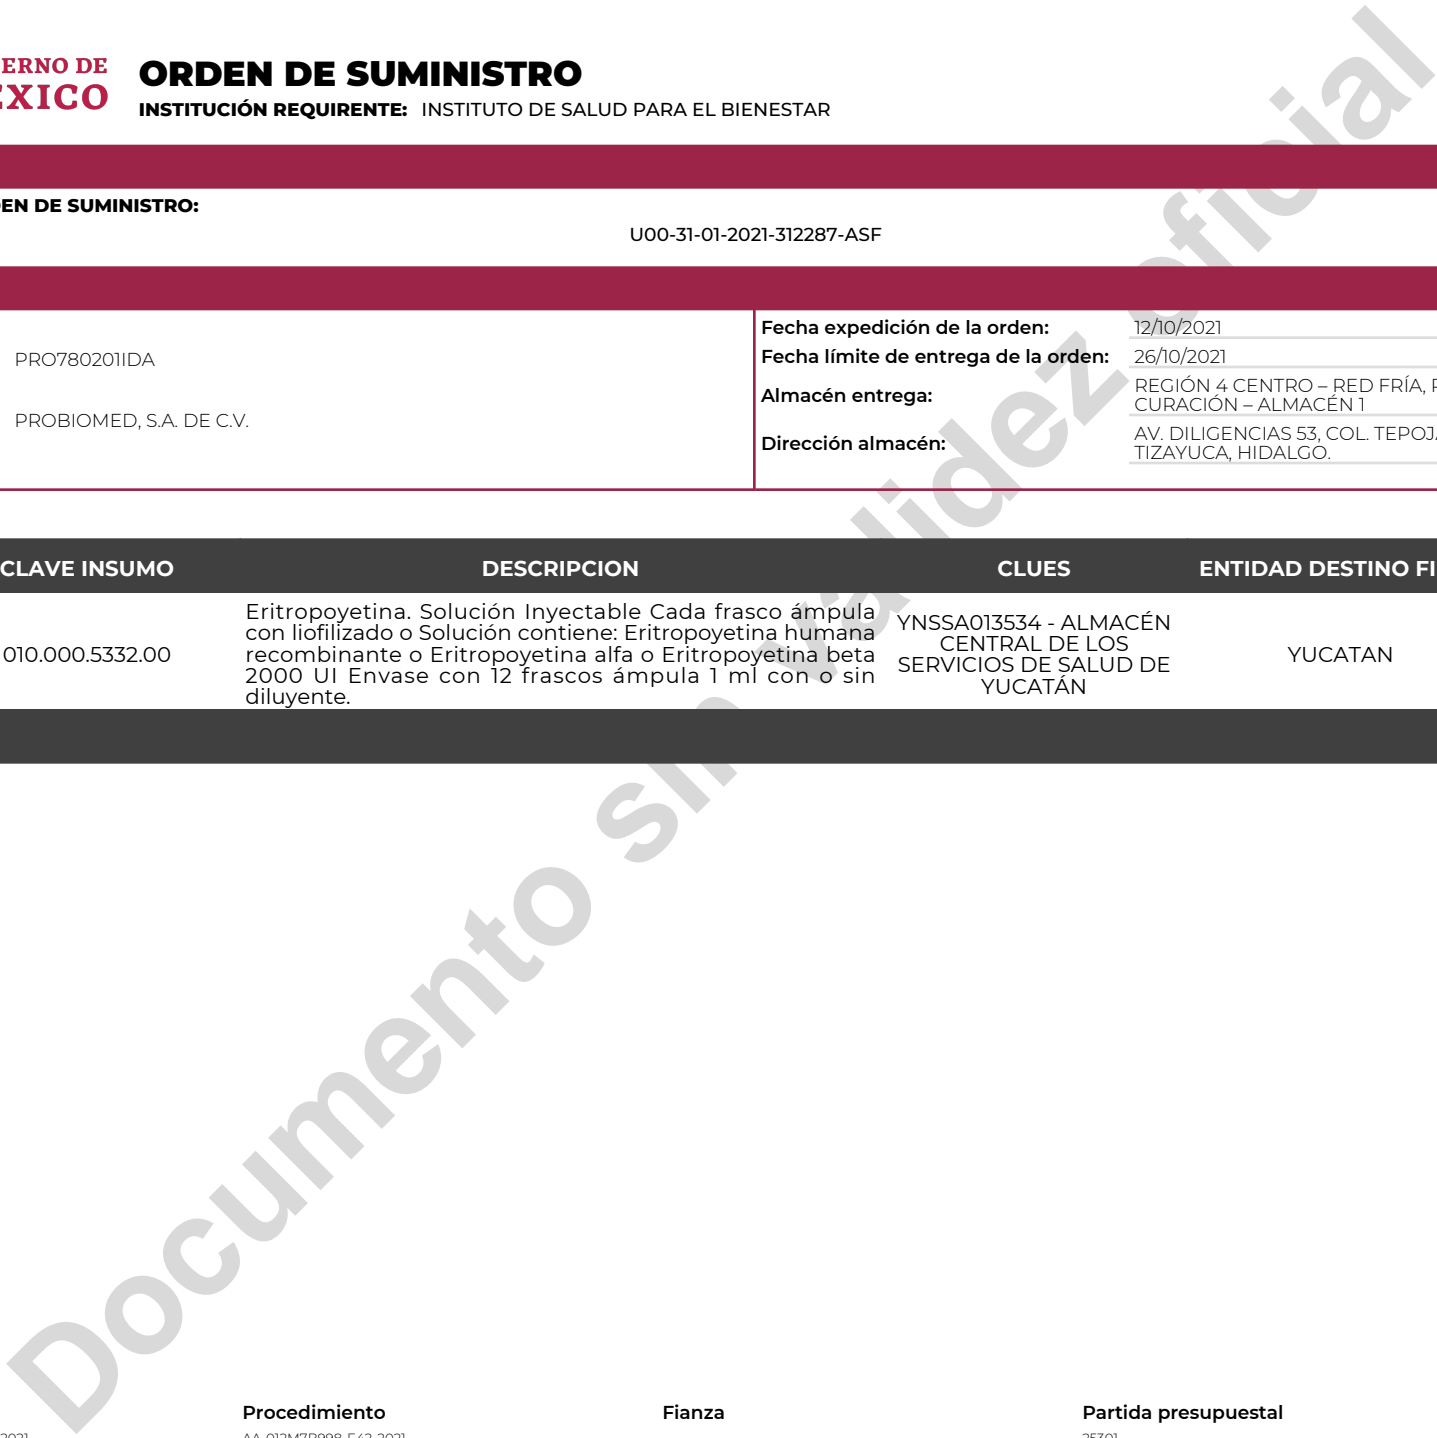 ERNO DE
EXICO
ORDEN DE SUMINISTRO
INSTITUCIÓN REQUIRENTE: INSTITUTO DE SALUD PARA EL BIENESTAR
EN DE SUMINISTRO:
U00-31-01-2021-312287-ASF
PRO780201IDA
PROBIOMED, S.A. DE C.V.
Fecha expedición de la orden: 12/10/2021
Fecha límite de entrega de la orden: 26/10/2021
Almacén entrega: REGIÓN 4 CENTRO – RED FRÍA,
CURACIÓN – ALMACÉN 1
Dirección almacén: AV. DILIGENCIAS 53, COL. TEPOJ
TIZAYUCA, HIDALGO.
CLAVE INSUMO DESCRIPCION CLUES ENTIDAD DESTINO FI
010.000.5332.00
Eritropoyetina. Solución Inyectable Cada frasco ámpula
con liofilizado o Solución contiene: Eritropoyetina humana
recombinante o Eritropoyetina alfa o Eritropoyetina beta
2000 UI Envase con 12 frascos ámpula 1 ml con o sin
diluyente.
YNSSA013534 - ALMACÉN
CENTRAL DE LOS
SERVICIOS DE SALUD DE
YUCATÁN
YUCATAN
Documento sin validez oficial
Procedimiento Fianza Partida presupuestal